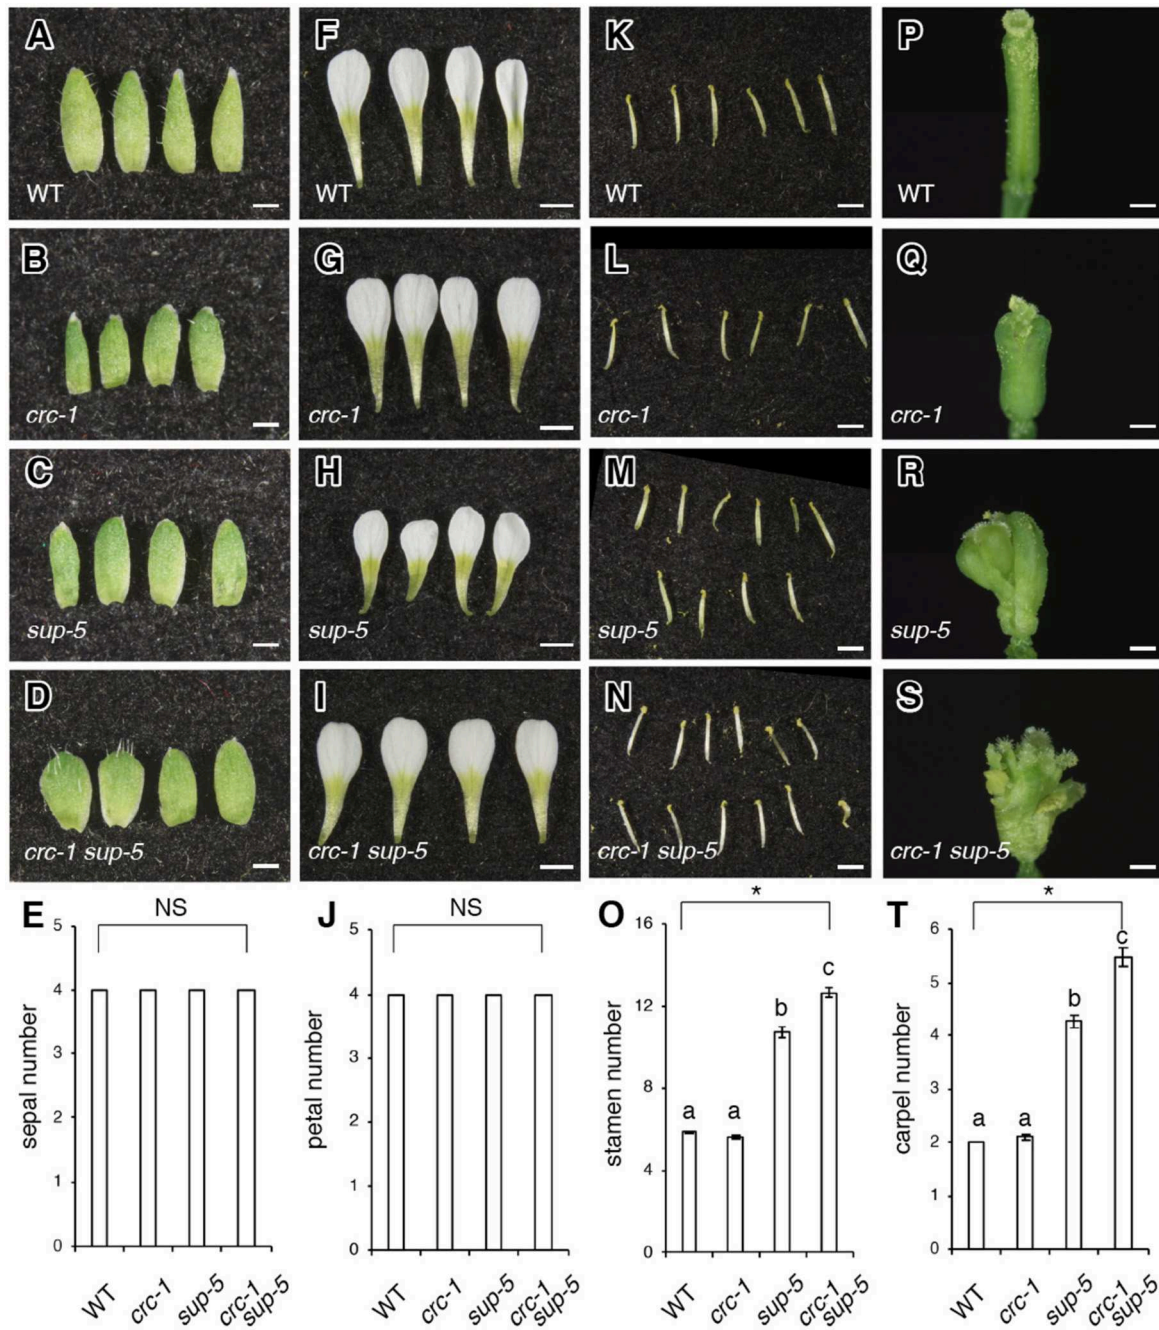 A
WT
F
WT
K
WT
P
B
crc-1
G
crc-1
L
crc-1
Q
crc-1
C
sup-5
H
sup-5
M
sup-5
R
sup-5
D
crc-1 sup-5
I
crc-1 sup-5
N
crc-1 sup-5
S
crc-1 sup-5
E
NS
sepal number
5
4
3
2
1
0
WT
crc-1
sup-5
crc-1
sup-5
J
NS
petal number
5
4
3
2
1
0
WT
crc-1
sup-5
crc-1
sup-5
O
*
stamen number
16
12
8
4
0
a
a
b
c
WT
crc-1
sup-5
crc-1
sup-5
T
*
carpel number
6
5
4
3
2
1
0
a
a
b
c
WT
crc-1
sup-5
crc-1
sup-5